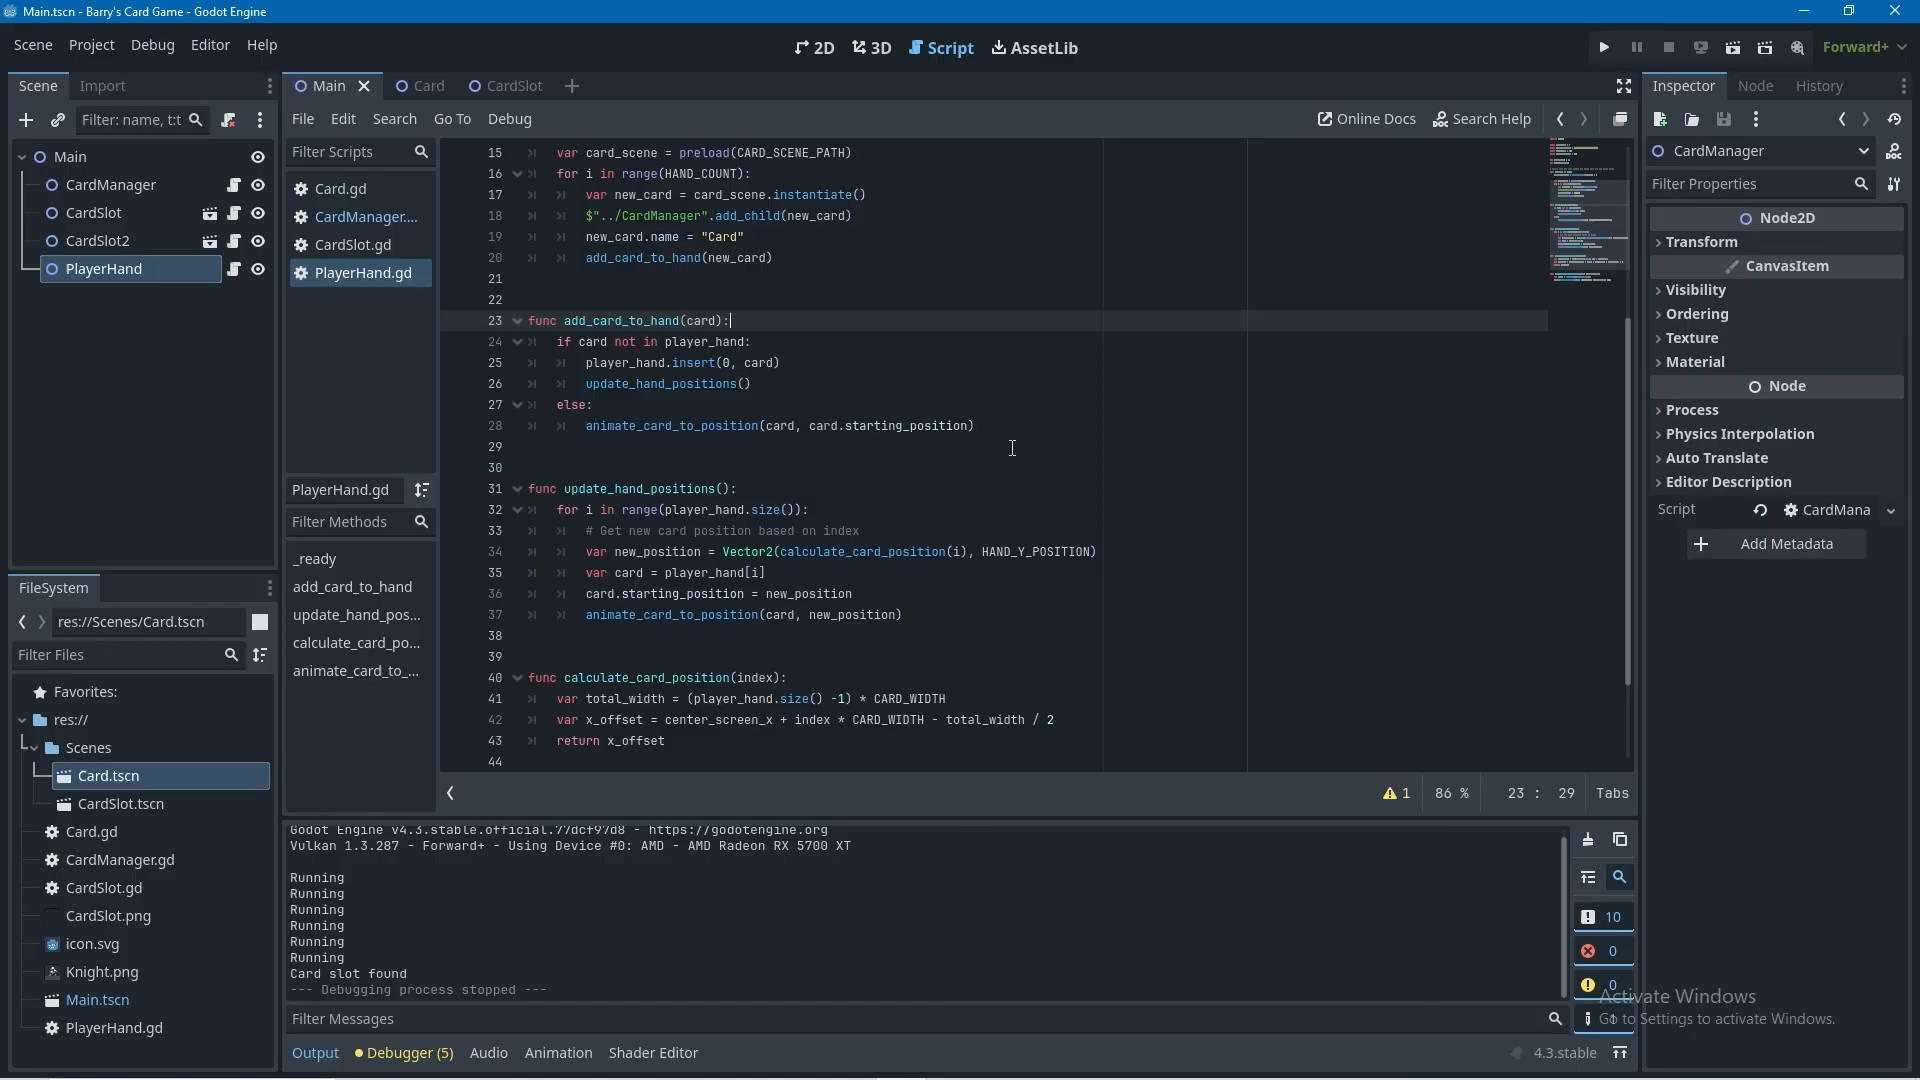 Main.tscn - Barry's Card Game - Godot Engine
Scene Project Debug Editor Help
2D 3D Script AssetLib
Forward+
Scene Import
Filter: name, t:t
Main
CardManager
CardSlot
CardSlot2
PlayerHand
FileSystem
res://Scenes/Card.tscn
Filter Files
Favorites:
res://
Scenes
Card.tscn
CardSlot.tscn
Card.gd
CardManager.gd
CardSlot.gd
CardSlot.png
icon.svg
Knight.png
Main.tscn
PlayerHand.gd
Main Card CardSlot
File Edit Search Go To Debug
Online Docs Search Help
Filter Scripts
Card.gd
CardManager....
CardSlot.gd
PlayerHand.gd
PlayerHand.gd
Filter Methods
_ready
add_card_to_hand
update_hand_pos...
calculate_card_po...
animate_card_to_...
15 var card_scene = preload(CARD_SCENE_PATH)
16 for i in range(HAND_COUNT):
17 var new_card = card_scene.instantiate()
18 $"../CardManager".add_child(new_card)
19 new_card.name = "Card"
20 add_card_to_hand(new_card)
21
22
23 func add_card_to_hand(card):
24 if card not in player_hand:
25 player_hand.insert(0, card)
26 update_hand_positions()
27 else:
28 animate_card_to_position(card, card.starting_position)
29
30
31 func update_hand_positions():
32 for i in range(player_hand.size()):
33 # Get new card position based on index
34 var new_position = Vector2(calculate_card_position(i), HAND_Y_POSITION)
35 var card = player_hand[i]
36 card.starting_position = new_position
37 animate_card_to_position(card, new_position)
38
39
40 func calculate_card_position(index):
41 var total_width = (player_hand.size() -1) * CARD_WIDTH
42 var x_offset = center_screen_x + index * CARD_WIDTH - total_width / 2
43 return x_offset
44
1 86 % 23 : 29 Tabs
Godot Engine v4.3.stable.official.77dcf97d8 - https://godotengine.org
Vulkan 1.3.287 - Forward+ - Using Device #0: AMD - AMD Radeon RX 5700 XT
Running
Running
Running
Running
Running
Running
Card slot found
--- Debugging process stopped ---
10
0
0
1
Filter Messages
Output Debugger (5) Audio Animation Shader Editor
4.3.stable
Inspector Node History
CardManager
Filter Properties
Node2D
Transform
CanvasItem
Visibility
Ordering
Texture
Material
Node
Process
Physics Interpolation
Auto Translate
Editor Description
Script CardMana
Add Metadata
Activate Windows
Go to Settings to activate Windows.